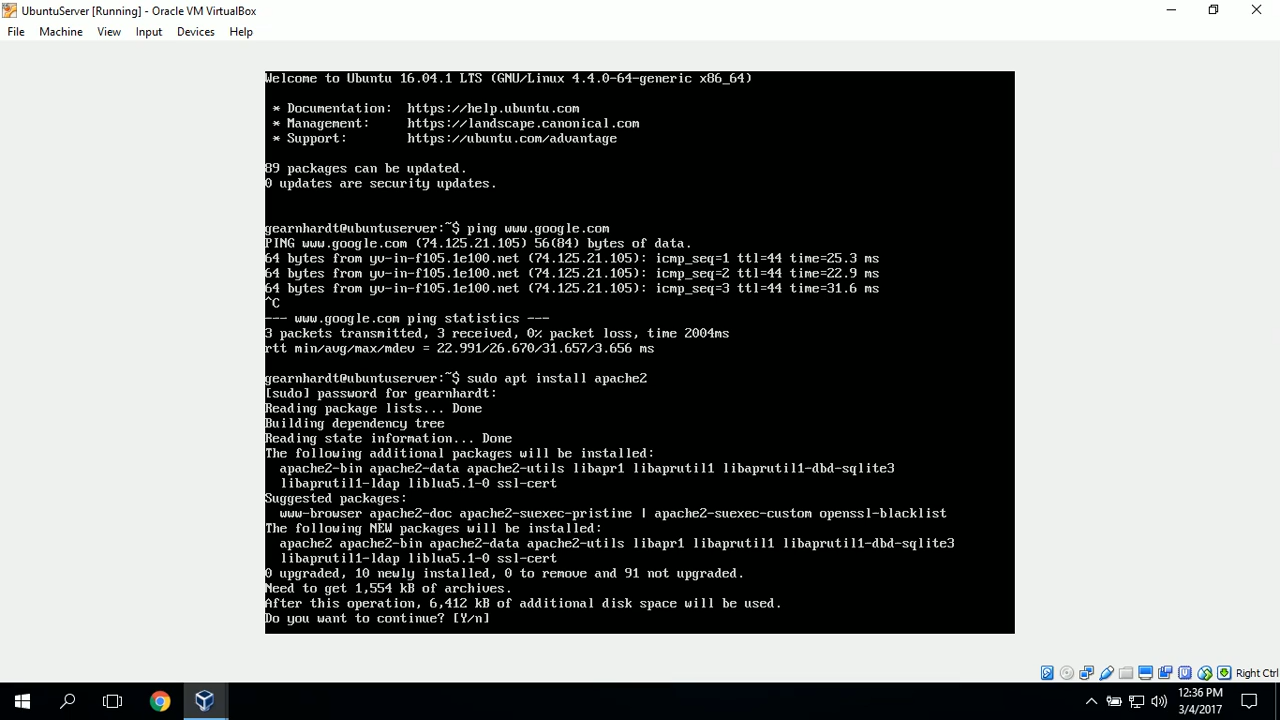 UbuntuServer [Running] - Oracle VM VirtualBox
File Machine View Input Devices Help
Welcome to Ubuntu 16.04.1 LTS (GNU/Linux 4.4.0-64-generic x86_64)
* Documentation: https://help.ubuntu.com
* Management: https://landscape.canonical.com
* Support: https://ubuntu.com/advantage
89 packages can be updated.
0 updates are security updates.
gearnhardt@ubuntuserver:~$ ping www.google.com
PING www.google.com (74.125.21.105) 56(84) bytes of data.
64 bytes from yv-in-f105.1e100.net (74.125.21.105): icmp_seq=1 ttl=44 time=25.3 ms
64 bytes from yv-in-f105.1e100.net (74.125.21.105): icmp_seq=2 ttl=44 time=22.9 ms
64 bytes from yv-in-f105.1e100.net (74.125.21.105): icmp_seq=3 ttl=44 time=31.6 ms
^C
--- www.google.com ping statistics ---
3 packets transmitted, 3 received, 0% packet loss, time 2004ms
rtt min/avg/max/mdev = 22.991/26.670/31.657/3.656 ms
gearnhardt@ubuntuserver:~$ sudo apt install apache2
[sudo] password for gearnhardt:
Reading package lists... Done
Building dependency tree
Reading state information... Done
The following additional packages will be installed:
apache2-bin apache2-data apache2-utils libapr1 libaprutil1 libaprutil1-dbd-sqlite3
libaprutil1-ldap liblua5.1-0 ssl-cert
Suggested packages:
www-browser apache2-doc apache2-suexec-pristine | apache2-suexec-custom openssl-blacklist
The following NEW packages will be installed:
apache2 apache2-bin apache2-data apache2-utils libapr1 libaprutil1 libaprutil1-dbd-sqlite3
libaprutil1-ldap liblua5.1-0 ssl-cert
0 upgraded, 10 newly installed, 0 to remove and 91 not upgraded.
Need to get 1,554 kB of archives.
After this operation, 6,412 kB of additional disk space will be used.
Do you want to continue? [Y/n]
Right Ctrl
12:36 PM
3/4/2017